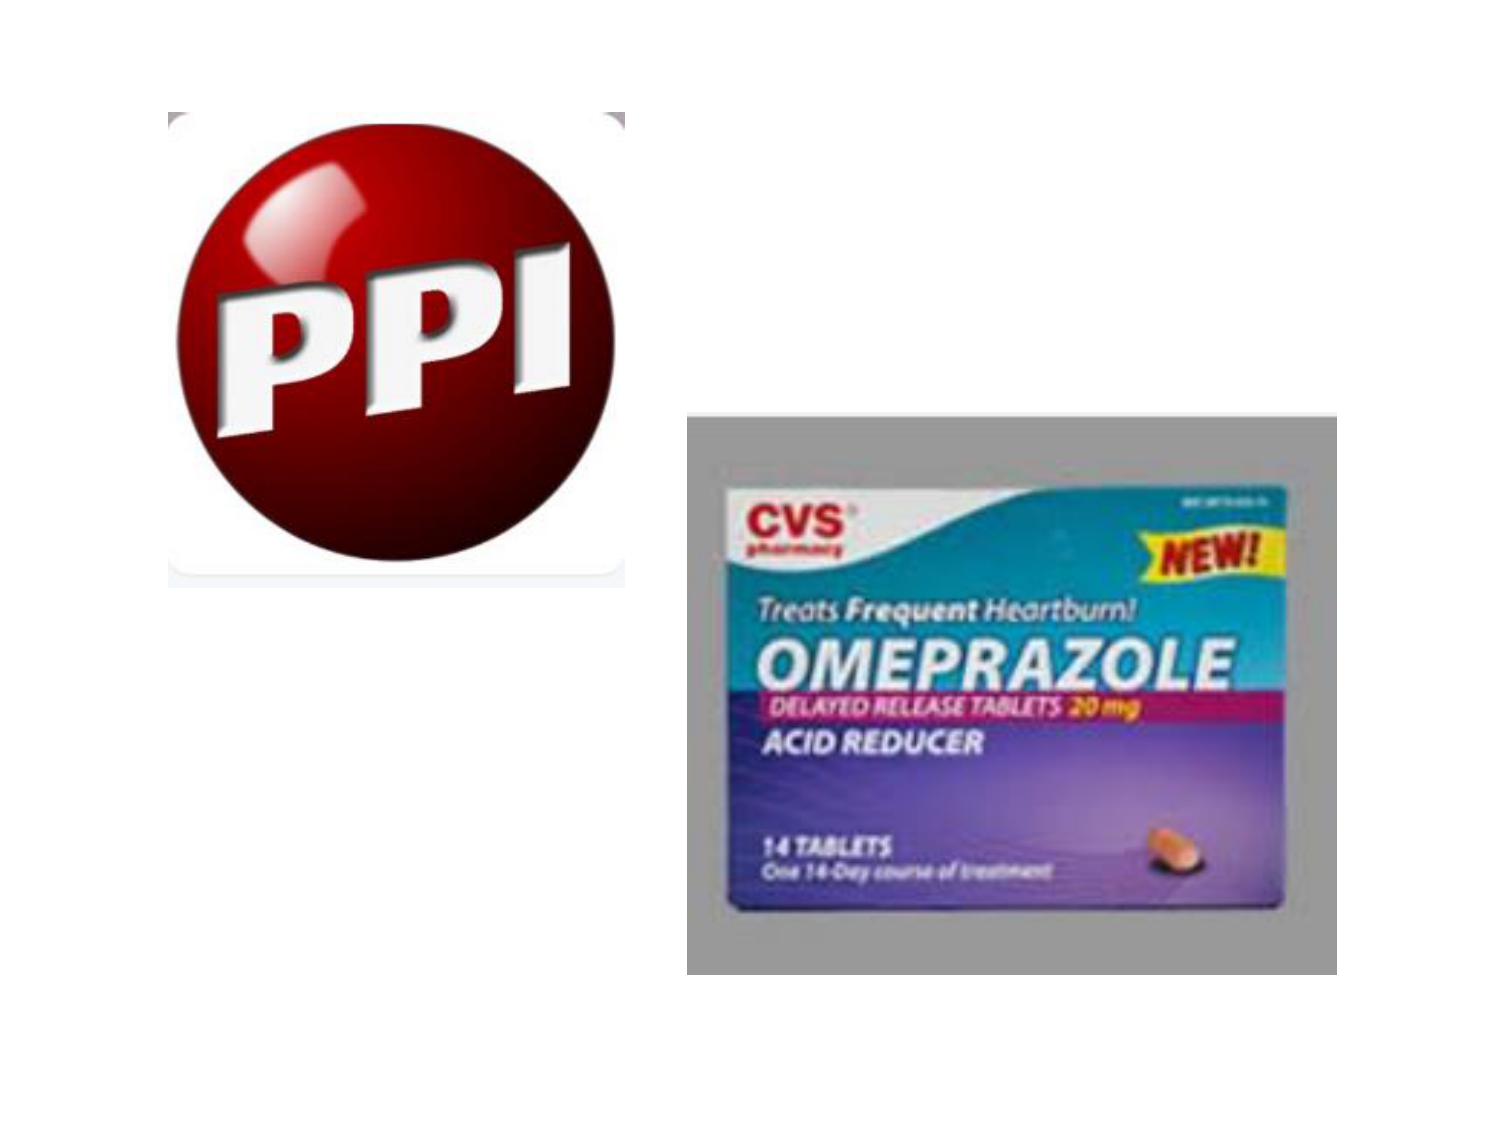 PPI
CVS
pharmacy
NEW!
Treats Frequent Heartburn!
OMEPRAZOLE
DELAYED RELEASE TABLETS 20 mg
ACID REDUCER
14 TABLETS
One 14-Day course of treatment